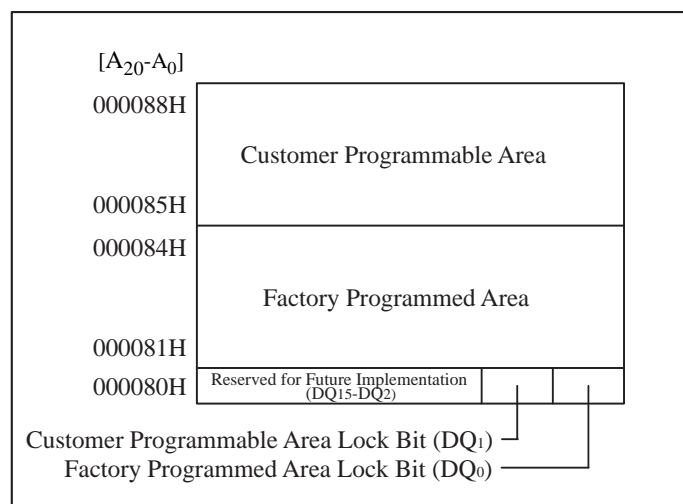 [A20-A0]
000088H
Customer Programmable Area
000085H
000084H
Factory Programmed Area
000081H
000080H
Reserved for Future Implementation
(DQ15-DQ2)
Customer Programmable Area Lock Bit (DQ1)
Factory Programmed Area Lock Bit (DQ0)